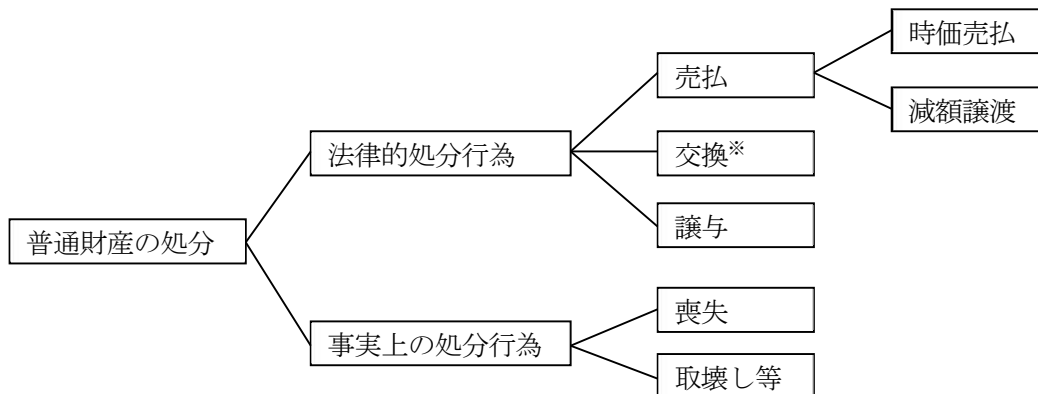 時価売払
売払
減額譲渡
法律的処分行為
交換※
譲与
普通財産の処分
喪失
事実上の処分行為
取壊し等